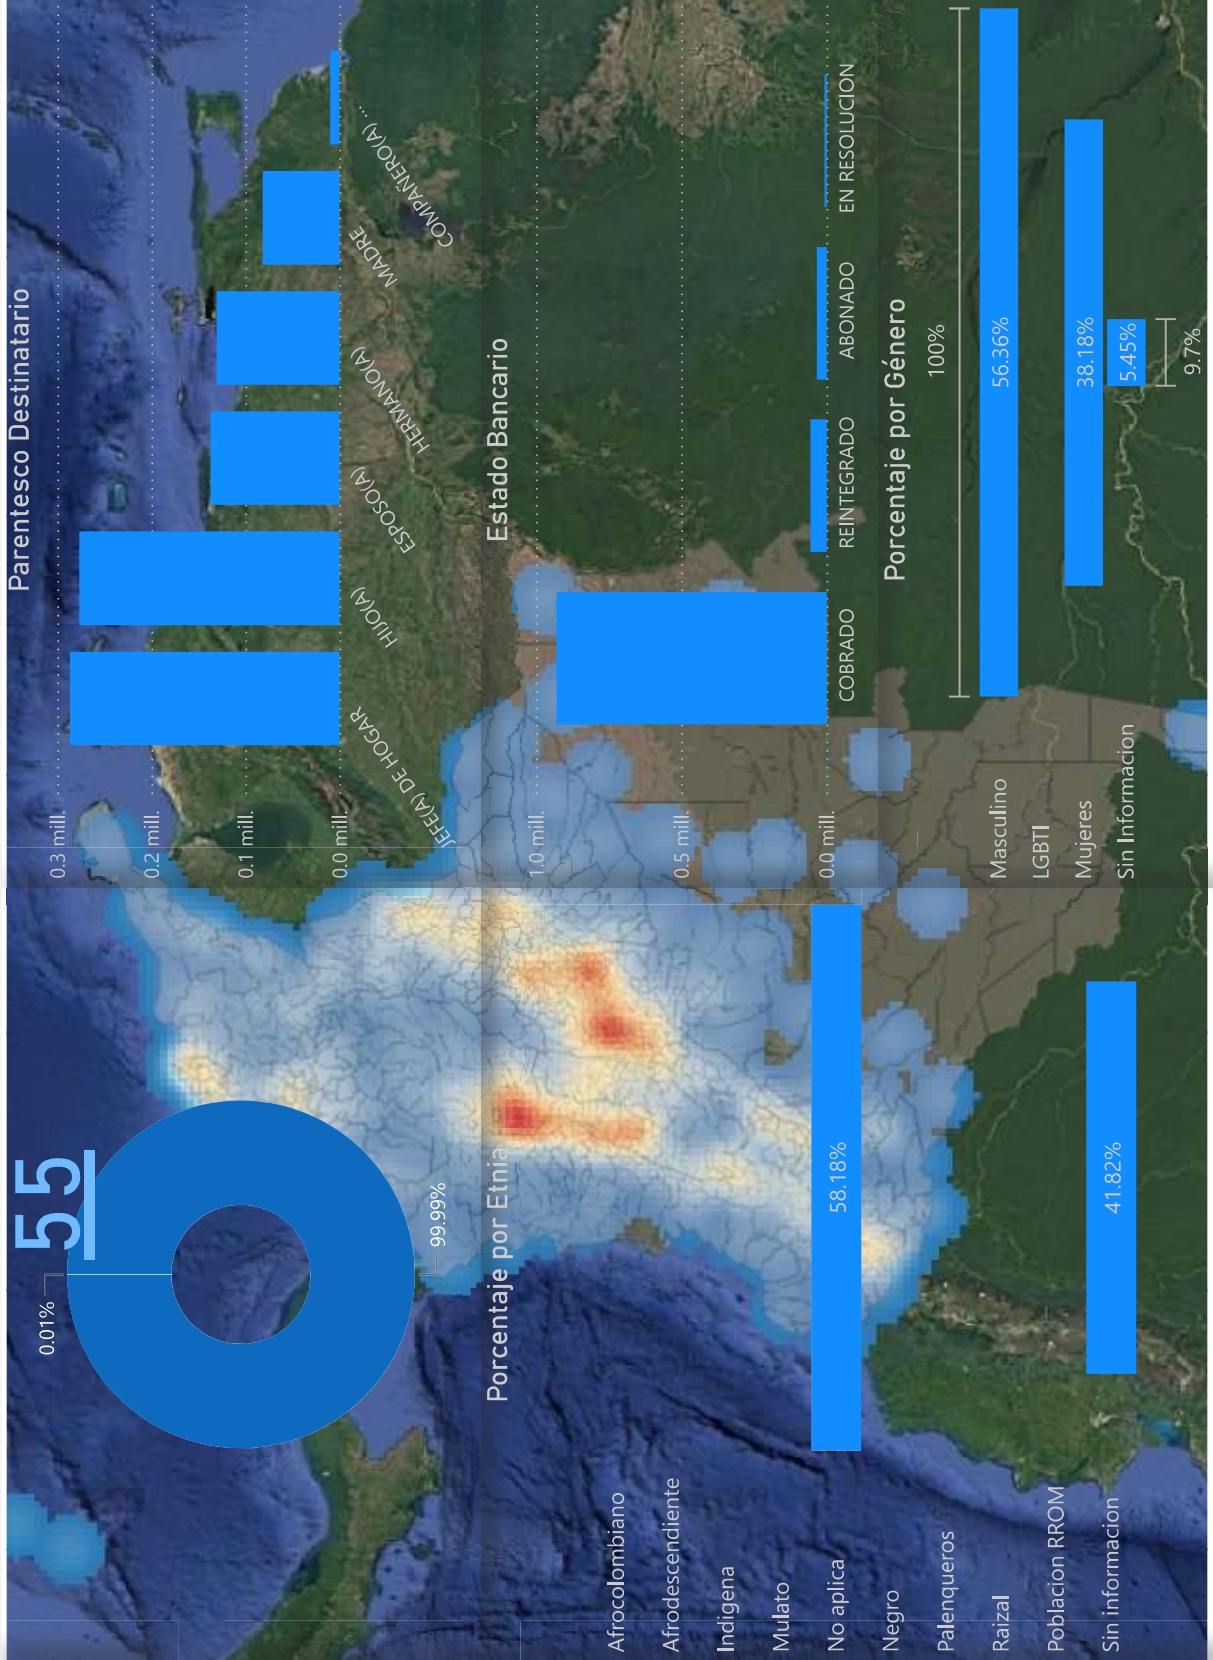 55
0.01%
99.99%
Parentesco Destinatario
0.3 mill.
0.2 mill.
0.1 mill.
0.0 mill.
JEFE(A) DE HOGAR
HIJO(A)
ESPOSO(A)
HERMANO(A)
MADRE
COMPAÑERO(A) ...
Porcentaje por Etnia
Afrocolombiano
Afrodescendiente
Indigena
Mulato
No aplica
58.18%
Negro
Palenqueros
Raizal
Poblacion RROM
Sin informacion
41.82%
Estado Bancario
1.0 mill.
0.5 mill.
0.0 mill.
COBRADO
REINTEGRADO
ABONADO
EN RESOLUCION
Porcentaje por Género
100%
Masculino
56.36%
LGBTI
Mujeres
38.18%
Sin Informacion
5.45%
9.7%